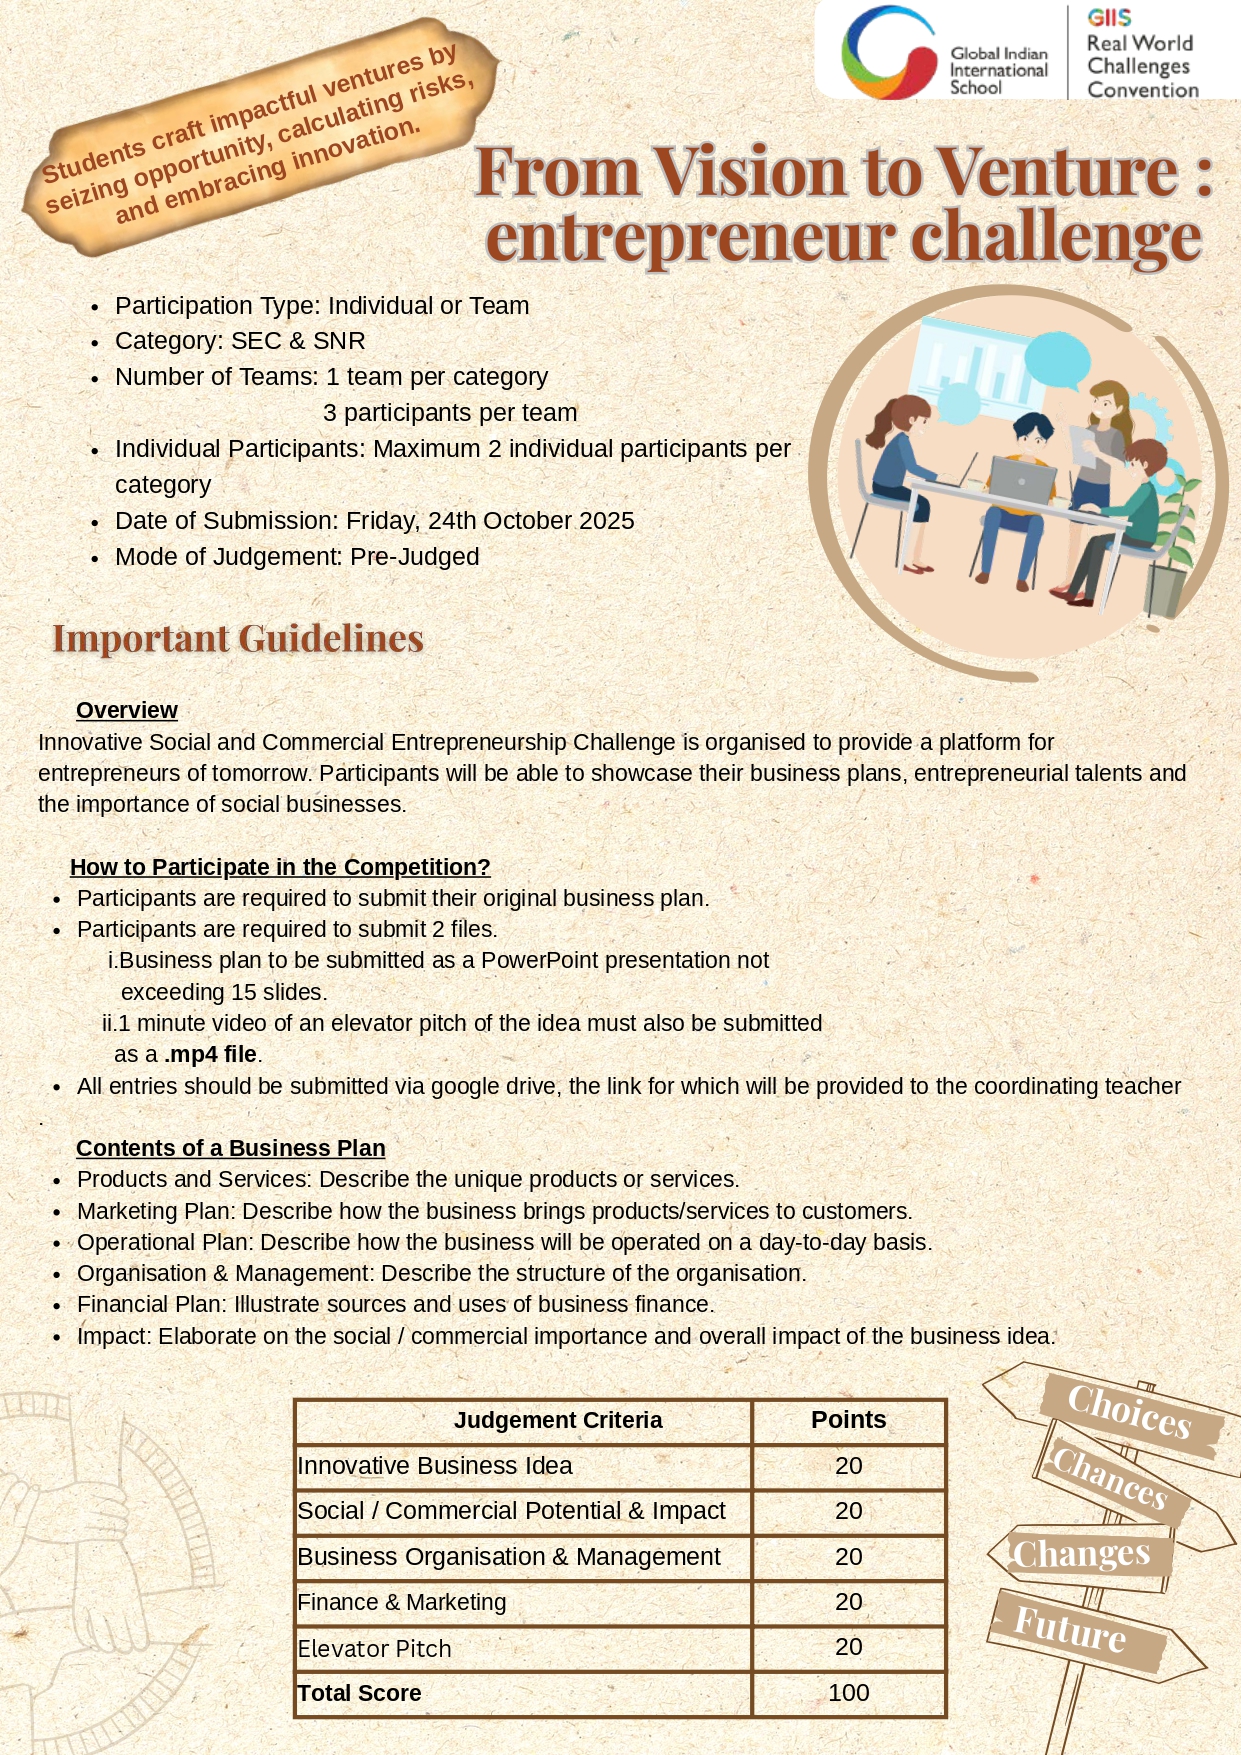 Students craft impactful ventures by
seizing opportunity, calculating risks,
and embracing innovation.
Global Indian
International
School
GIIS
Real World
Challenges
Convention
From Vision to Venture :
entrepreneur challenge
• Participation Type: Individual or Team
• Category: SEC & SNR
• Number of Teams: 1 team per category
3 participants per team
• Individual Participants: Maximum 2 individual participants per
category
• Date of Submission: Friday, 24th October 2025
• Mode of Judgement: Pre-Judged
Important Guidelines
Overview
Innovative Social and Commercial Entrepreneurship Challenge is organised to provide a platform for
entrepreneurs of tomorrow. Participants will be able to showcase their business plans, entrepreneurial talents and
the importance of social businesses.
How to Participate in the Competition?
• Participants are required to submit their original business plan.
• Participants are required to submit 2 files.
i.Business plan to be submitted as a PowerPoint presentation not
exceeding 15 slides.
ii.1 minute video of an elevator pitch of the idea must also be submitted
as a .mp4 file.
• All entries should be submitted via google drive, the link for which will be provided to the coordinating teacher
.
Contents of a Business Plan
• Products and Services: Describe the unique products or services.
• Marketing Plan: Describe how the business brings products/services to customers.
• Operational Plan: Describe how the business will be operated on a day-to-day basis.
• Organisation & Management: Describe the structure of the organisation.
• Financial Plan: Illustrate sources and uses of business finance.
• Impact: Elaborate on the social / commercial importance and overall impact of the business idea.
Judgement Criteria Points
Innovative Business Idea 20
Social / Commercial Potential & Impact 20
Business Organisation & Management 20
Finance & Marketing 20
Elevator Pitch 20
Total Score 100
Choices
Chances
Changes
Future